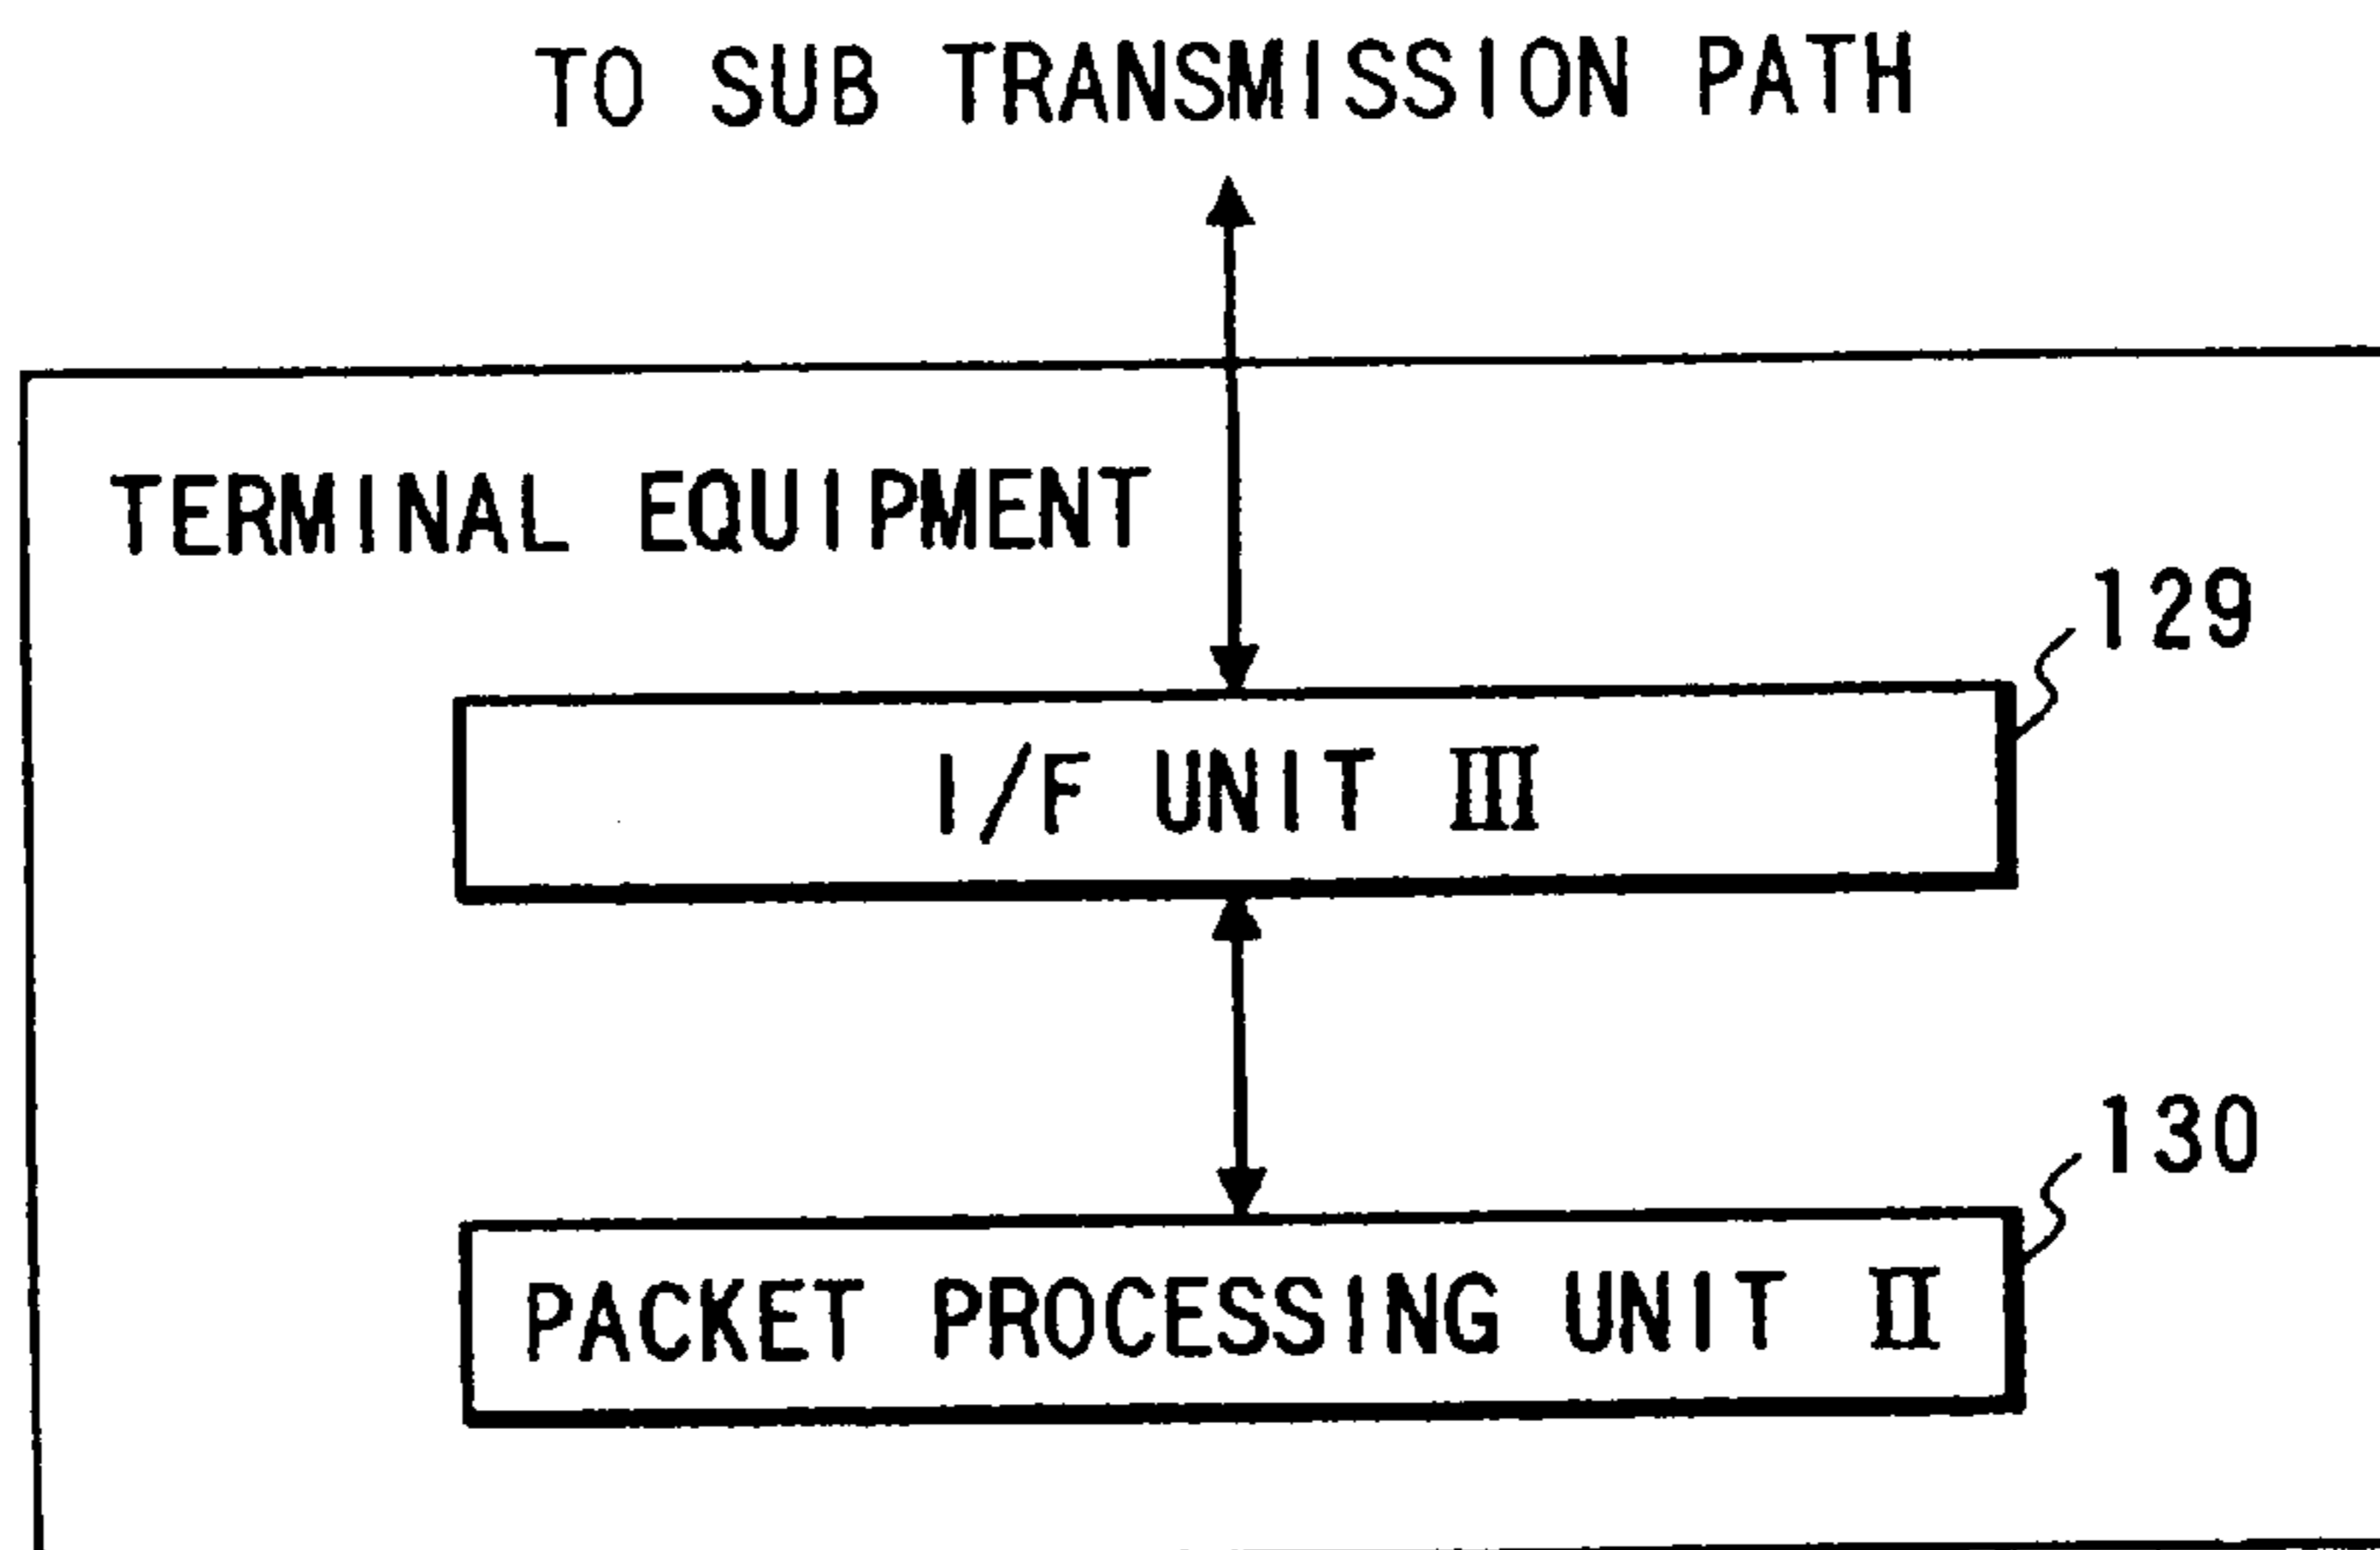 TO SUB TRANSMISSION PATH
TERMINAL EQUIPMENT
129
I/F UNIT III
130
PACKET PROCESSING UNIT II